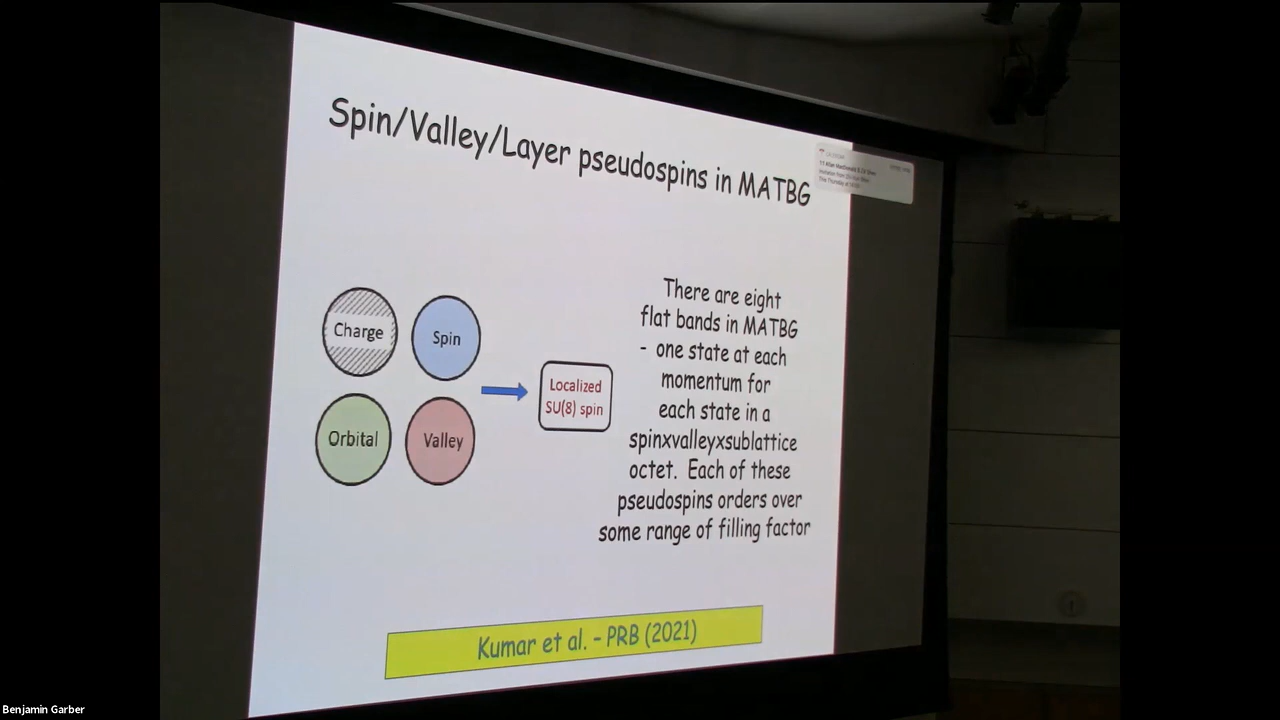 Spin/Valley/Layer pseudospins in MATBG
Charge
Spin
Orbital
Valley
Localized
SU(8) spin
There are eight
flat bands in MATBG
- one state at each
momentum for
each state in a
spinxvalleyxsublattice
octet. Each of these
pseudospins orders over
some range of filling factor
Kumar et al. - PRB (2021)
Benjamin Garber